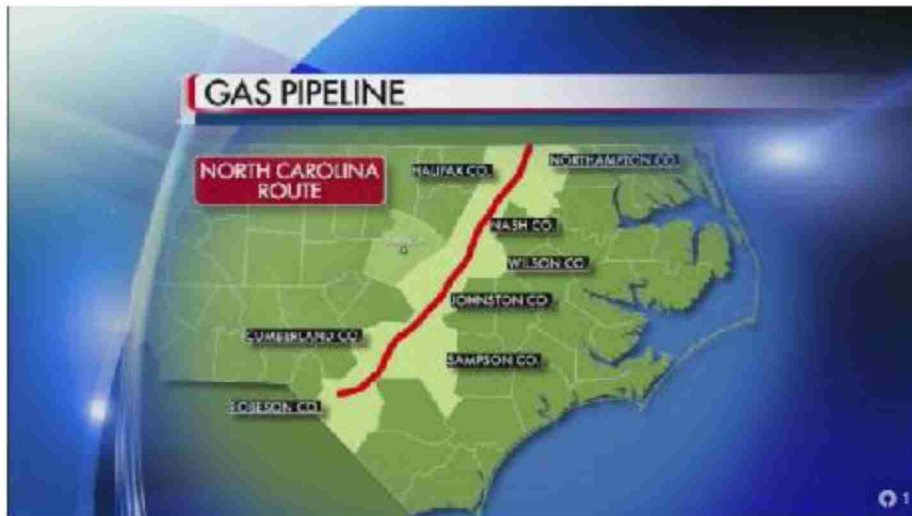 GAS PIPELINE
NORTH CAROLINA
ROUTE
HALIFAX CO.
NORTHAMPTON CO.
NASH CO.
WILSON CO.
JOHNSTON CO.
CUMBERLAND CO.
SAMPSON CO.
ROBESON CO.
1